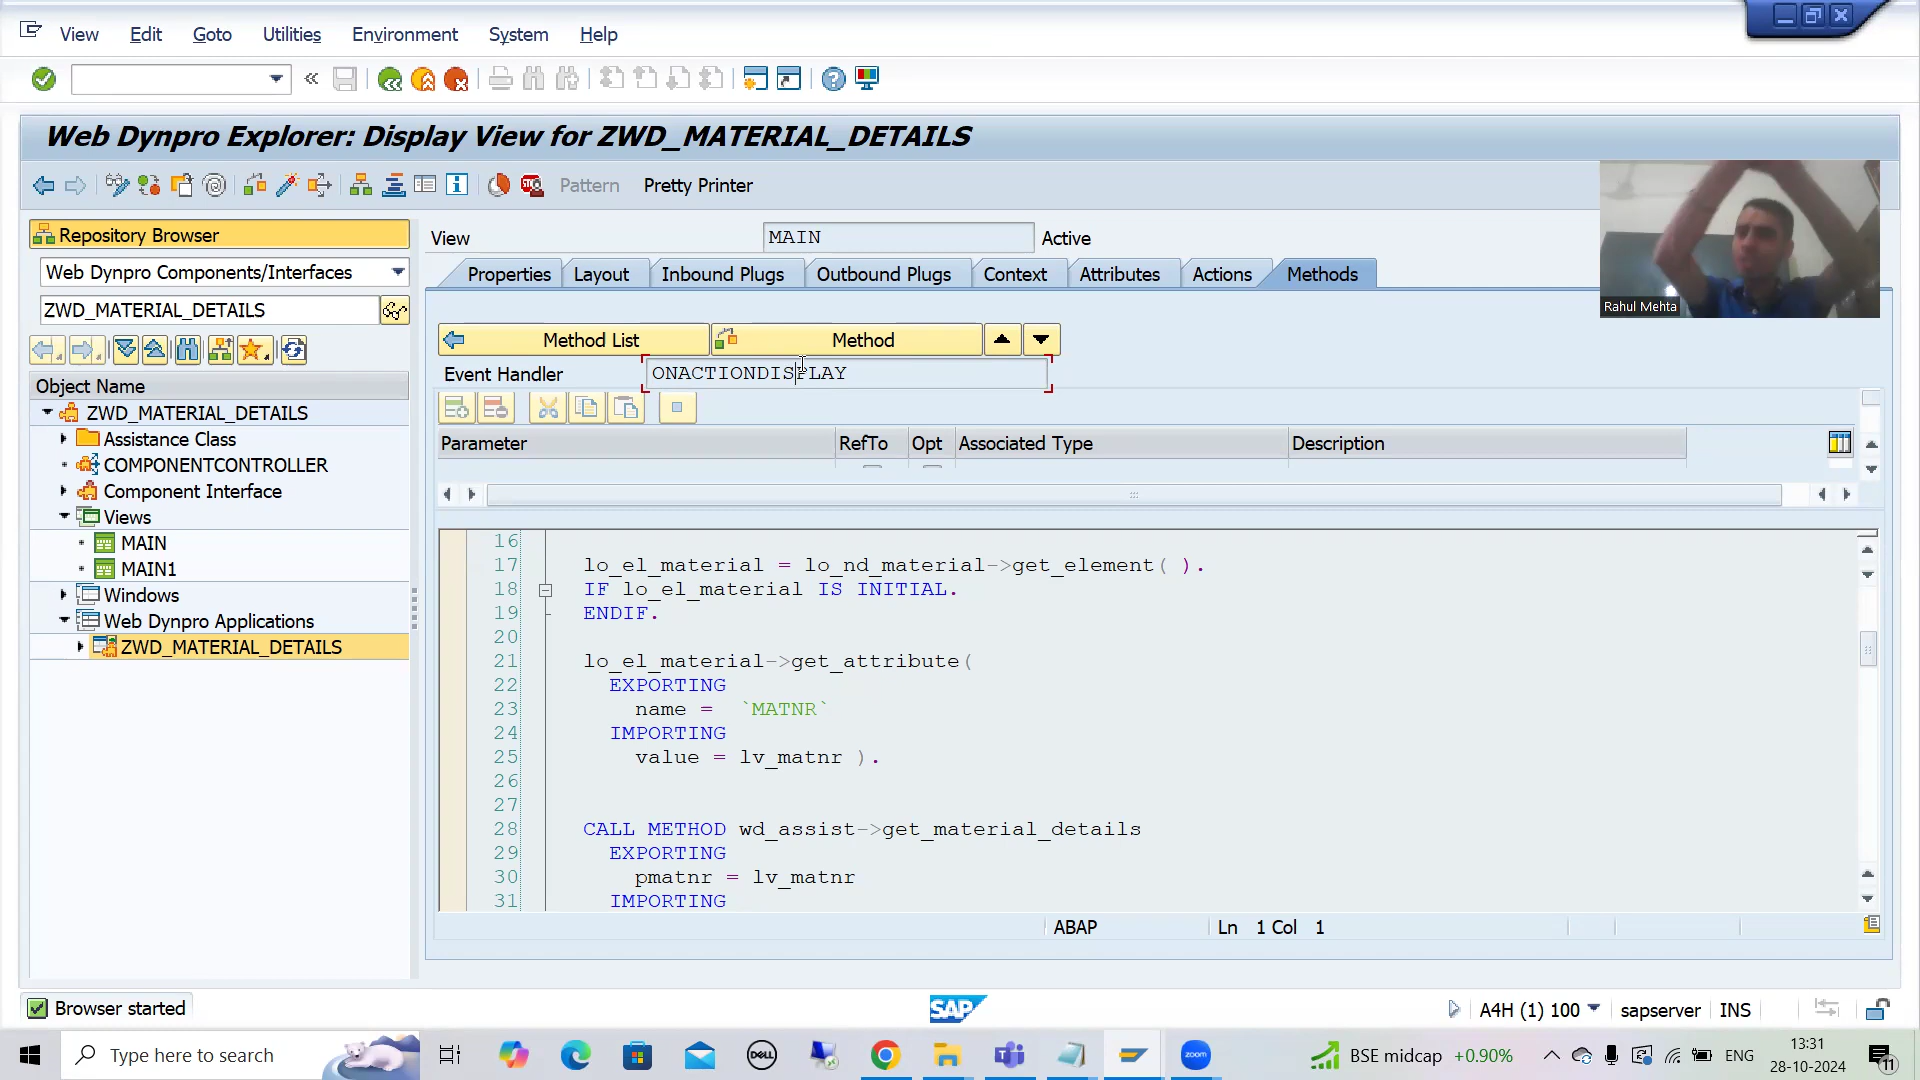 View Edit Goto Utilities Environment System Help
Web Dynpro Explorer: Display View for ZWD_MATERIAL_DETAILS
Pattern Pretty Printer
Rahul Mehta
Repository Browser
Web Dynpro Components/Interfaces
ZWD_MATERIAL_DETAILS
Object Name
ZWD_MATERIAL_DETAILS
Assistance Class
COMPONENTCONTROLLER
Component Interface
Views
MAIN
MAIN1
Windows
Web Dynpro Applications
ZWD_MATERIAL_DETAILS
View MAIN Active
Properties Layout Inbound Plugs Outbound Plugs Context Attributes Actions Methods
Method List Method
Event Handler ONACTIONDISPLAY
Parameter RefTo Opt Associated Type Description
16
17 lo_el_material = lo_nd_material->get_element( ).
18 IF lo_el_material IS INITIAL.
19 ENDIF.
20
21 lo_el_material->get_attribute(
22 EXPORTING
23 name = `MATNR`
24 IMPORTING
25 value = lv_matnr ).
26
27
28 CALL METHOD wd_assist->get_material_details
29 EXPORTING
30 pmatnr = lv_matnr
31 IMPORTING
ABAP Ln 1 Col 1
Browser started
SAP
A4H (1) 100 sapserver INS
Type here to search
DELL
zoom
BSE midcap +0.90%
ENG
13:31
28-10-2024
11